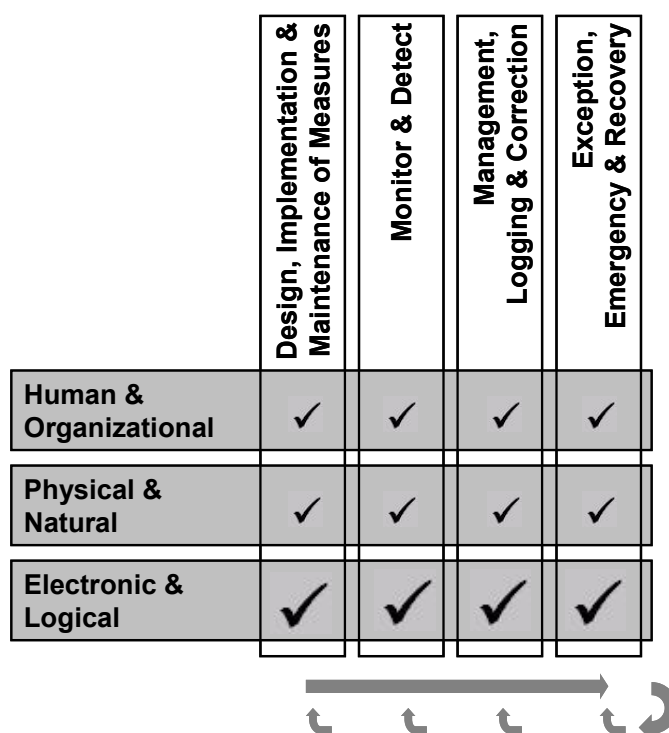 Design, Implementation &
Maintenance of Measures
Monitor & Detect
Management,
Logging & Correction
Exception,
Emergency & Recovery
Human &
Organizational
Physical &
Natural
Electronic &
Logical